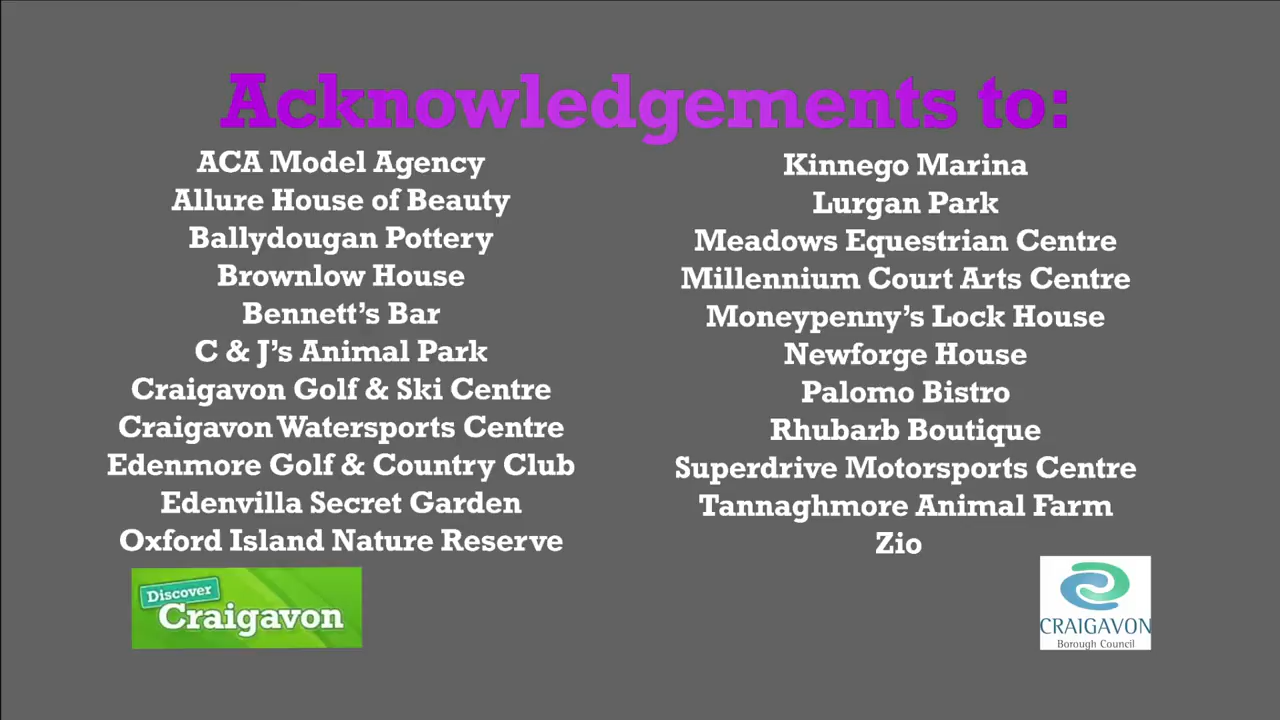 Acknowledgements to:
ACA Model Agency
Allure House of Beauty
Ballydougan Pottery
Brownlow House
Bennett’s Bar
C & J’s Animal Park
Craigavon Golf & Ski Centre
Craigavon Watersports Centre
Edenmore Golf & Country Club
Edenvilla Secret Garden
Oxford Island Nature Reserve
Kinnego Marina
Lurgan Park
Meadows Equestrian Centre
Millennium Court Arts Centre
Moneypenny’s Lock House
Newforge House
Palomo Bistro
Rhubarb Boutique
Superdrive Motorsports Centre
Tannaghmore Animal Farm
Zio
Discover
Craigavon
CRAIGAVON
Borough Council